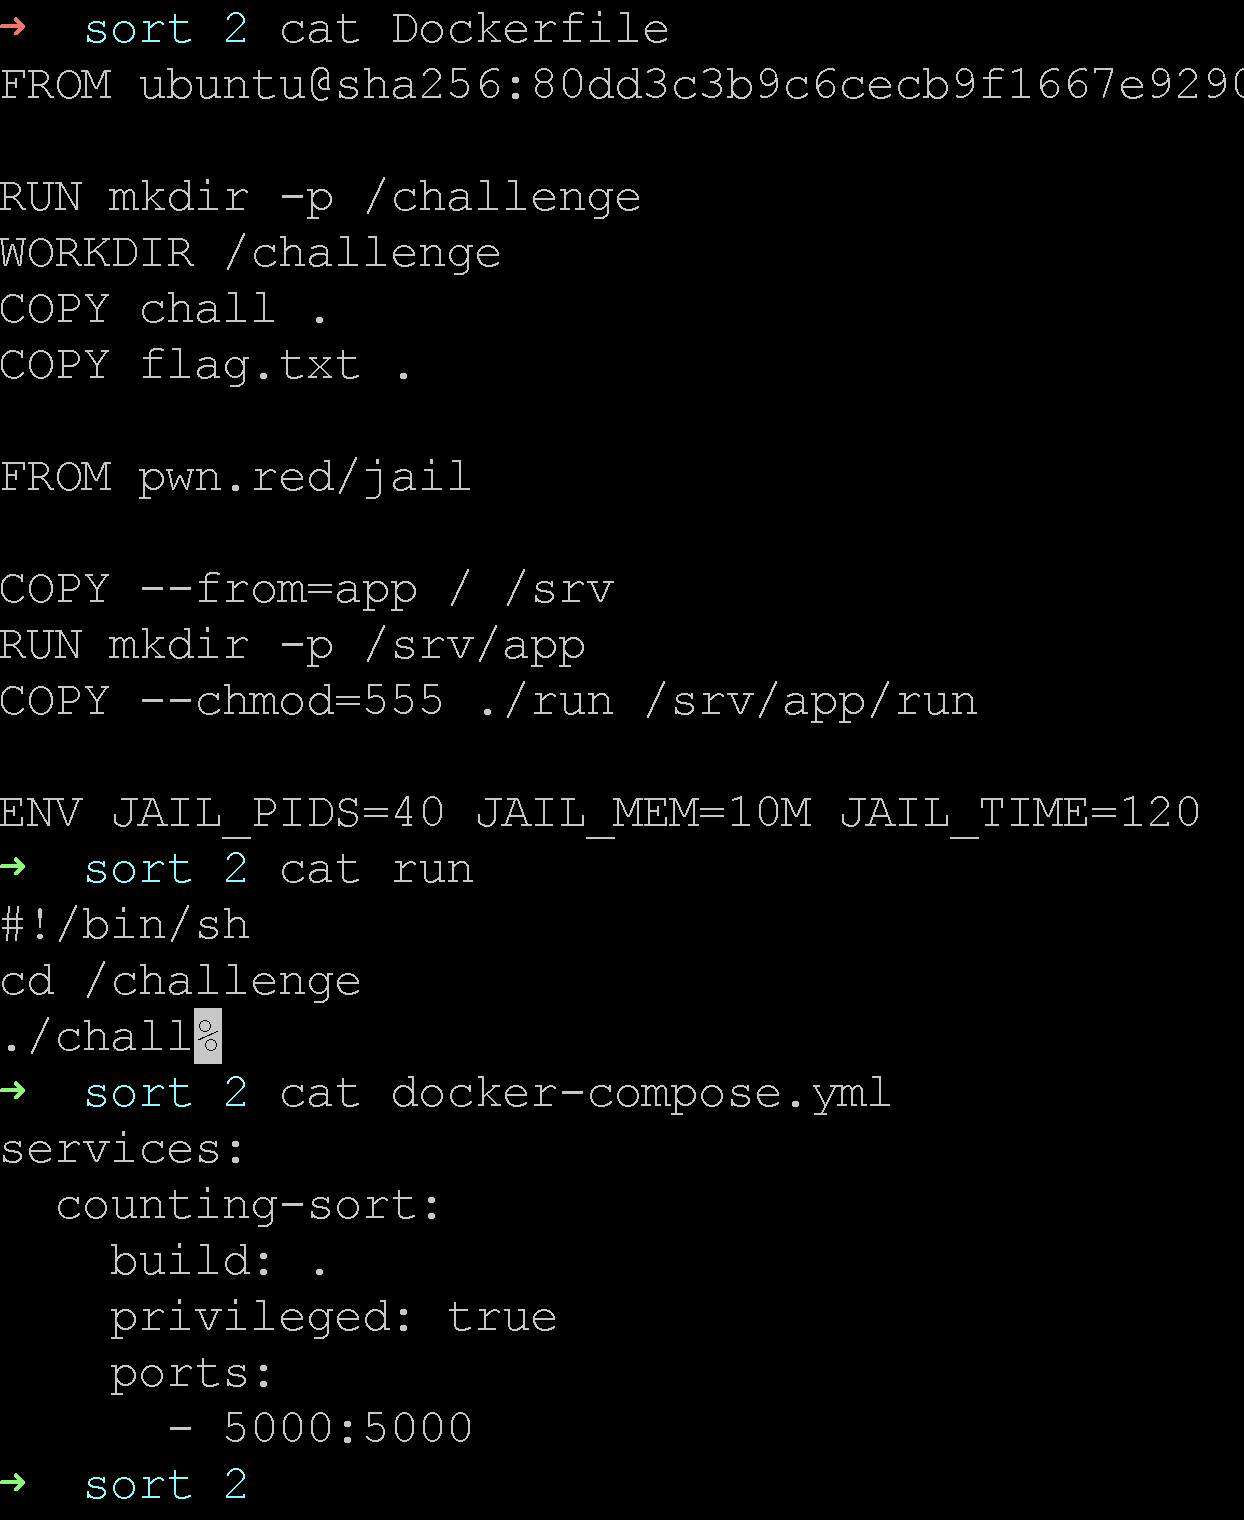 ➜  sort 2 cat Dockerfile
FROM ubuntu@sha256:80dd3c3b9c6cecb9f1667e9290
RUN mkdir -p /challenge
WORKDIR /challenge
COPY chall .
COPY flag.txt .
FROM pwn.red/jail
COPY --from=app / /srv
RUN mkdir -p /srv/app
COPY --chmod=555 ./run /srv/app/run
ENV JAIL_PIDS=40 JAIL_MEM=10M JAIL_TIME=120
➜  sort 2 cat run
#!/bin/sh
cd /challenge
./chall%
➜  sort 2 cat docker-compose.yml
services:
  counting-sort:
    build: .
    privileged: true
    ports:
      - 5000:5000
➜  sort 2